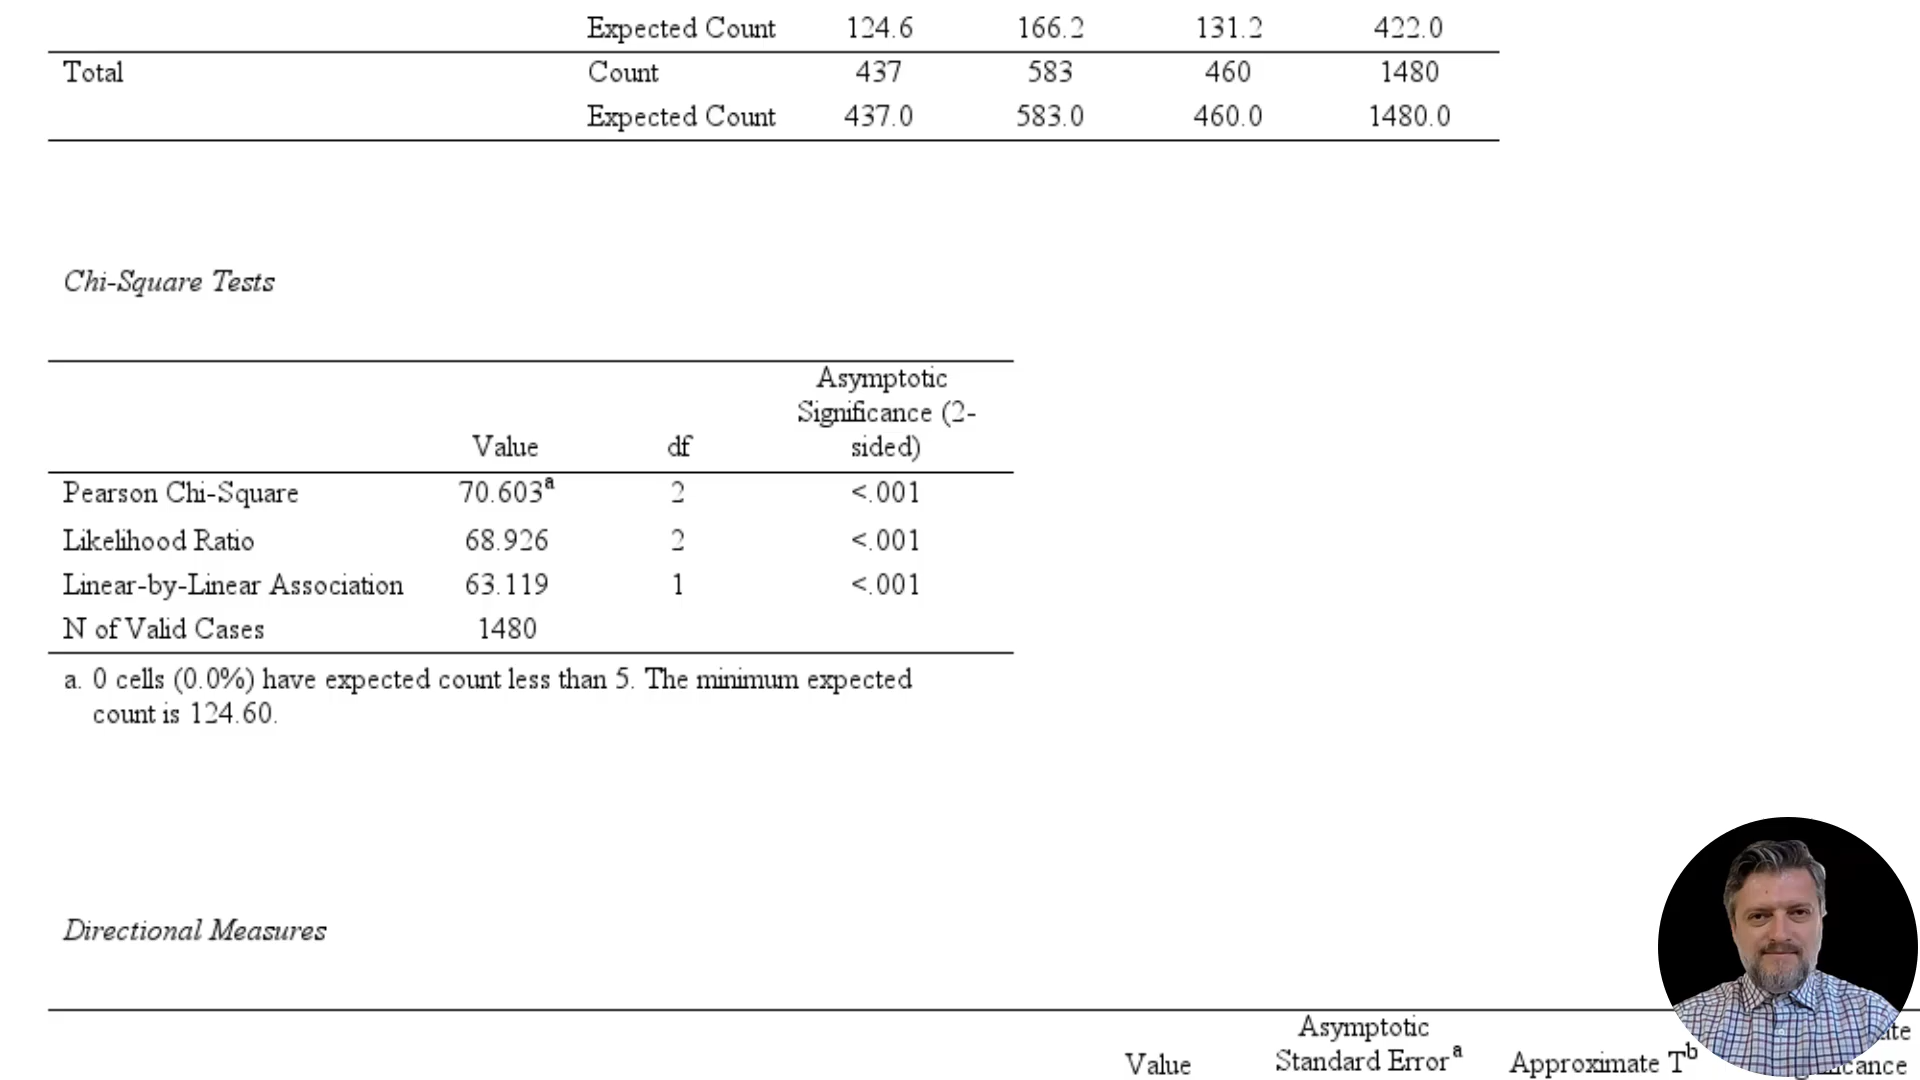 Expected Count 124.6 166.2 131.2 422.0
Total Count 437 583 460 1480
Expected Count 437.0 583.0 460.0 1480.0
Chi-Square Tests
Asymptotic
Significance (2-
Value df sided)
Pearson Chi-Square 70.603a 2 <.001
Likelihood Ratio 68.926 2 <.001
Linear-by-Linear Association 63.119 1 <.001
N of Valid Cases 1480
a. 0 cells (0.0%) have expected count less than 5. The minimum expected
count is 124.60.
Directional Measures
Asymptotic
Value Standard Errora Approximate Tb